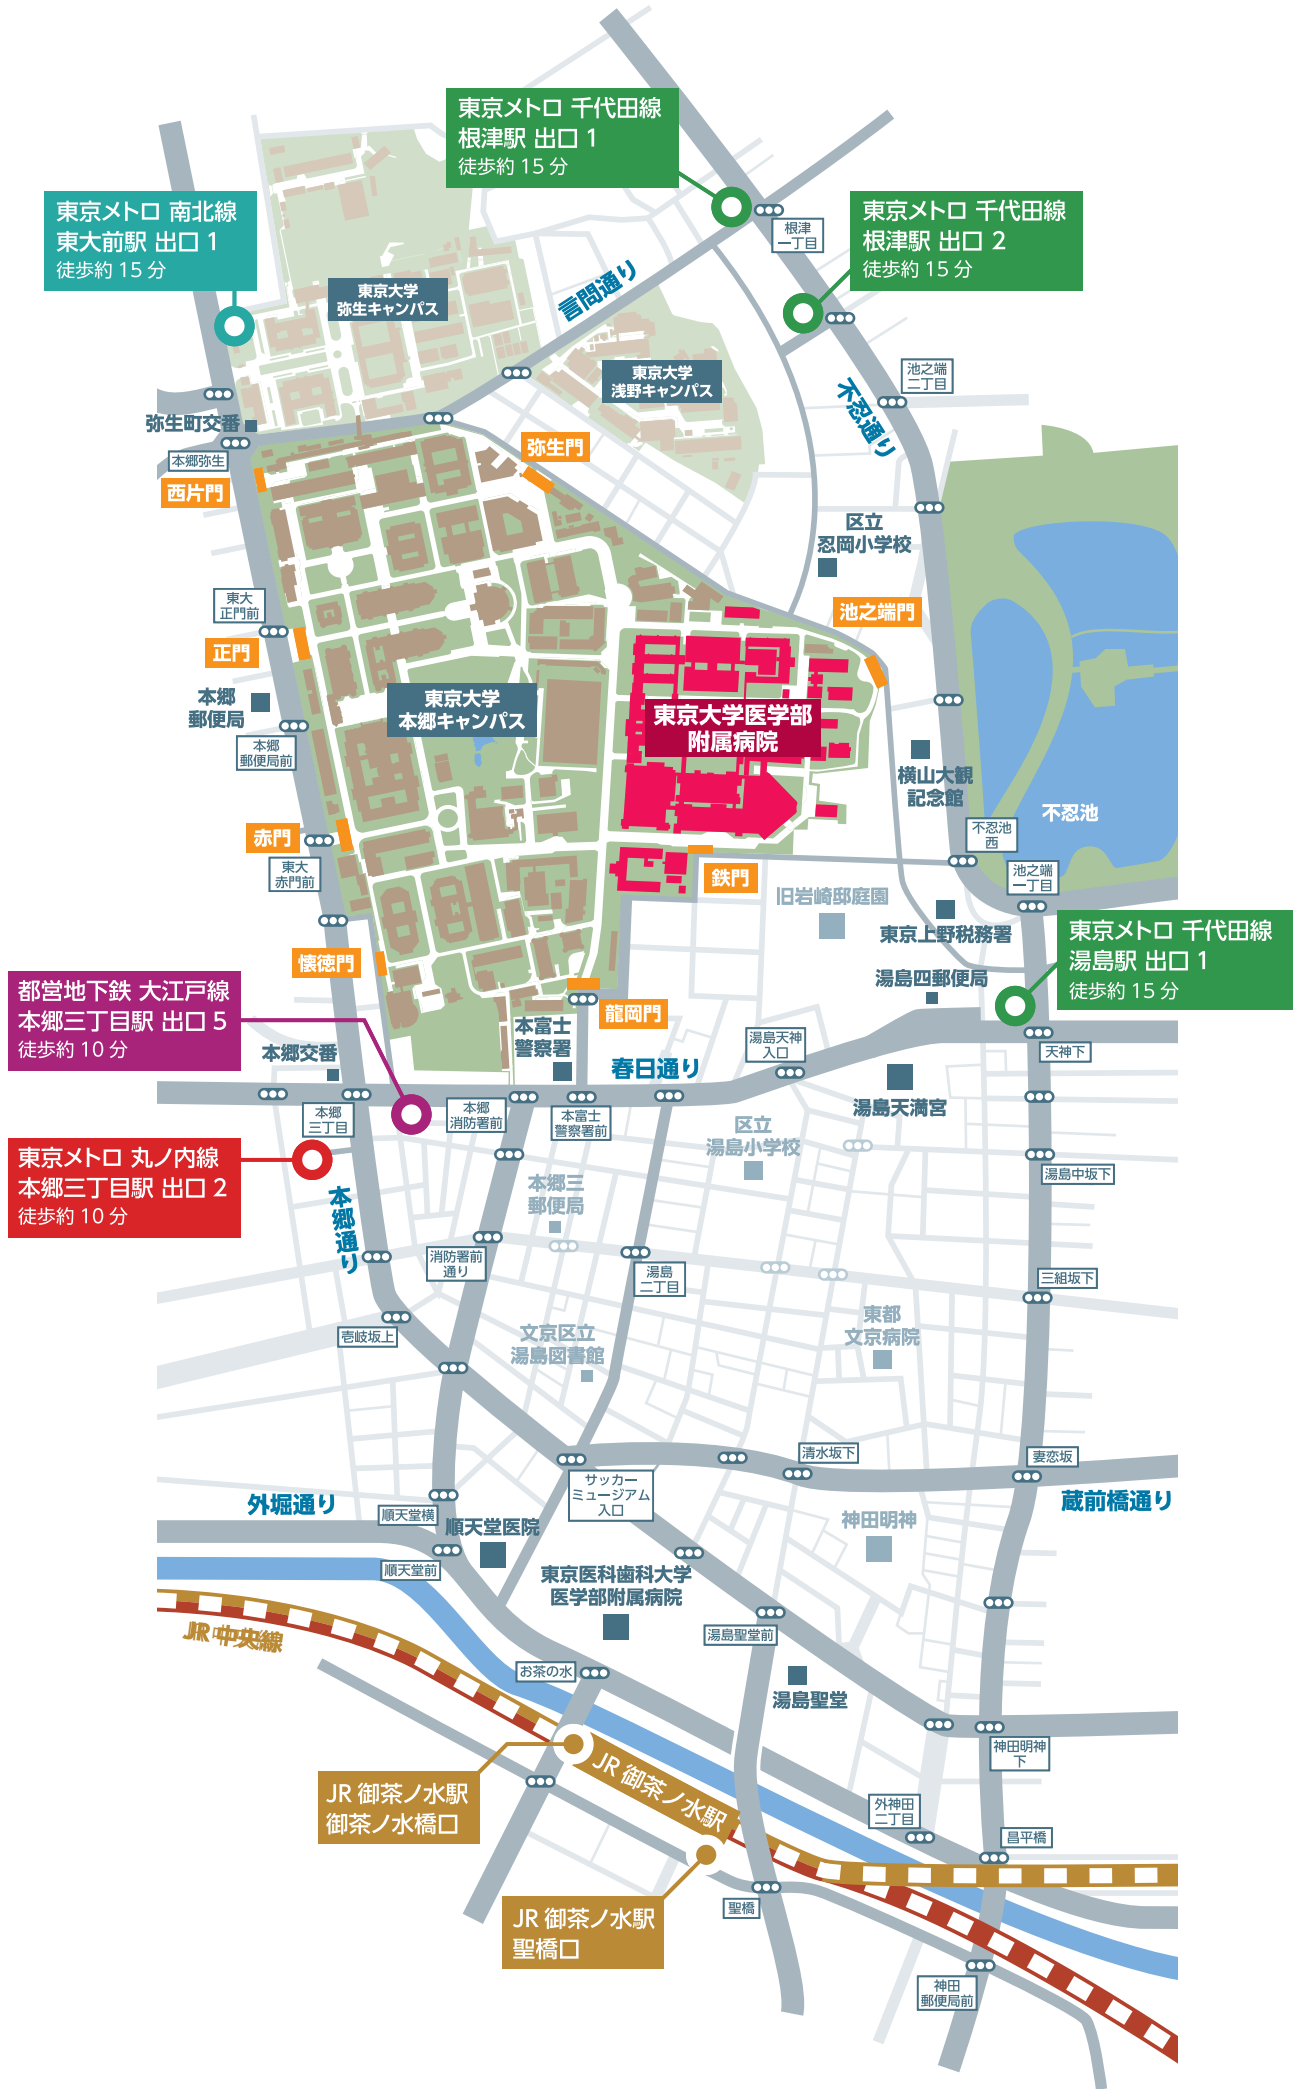 東京メトロ 千代田線
根津駅 出口 1
徒歩約 15 分
東京メトロ 南北線
東大前駅 出口 1
徒歩約 15 分
東京メトロ 千代田線
根津駅 出口 2
徒歩約 15 分
根津
一丁目
言問通り
東京大学
弥生キャンパス
東京大学
浅野キャンパス
池之端
二丁目
不忍通り
弥生町交番
本郷弥生
西片門
弥生門
区立
忍岡小学校
東大
正門前
正門
池之端門
本郷
郵便局
東京大学
本郷キャンパス
東京大学医学部
附属病院
本郷
郵便局前
横山大観
記念館
不忍池
赤門
東大
赤門前
不忍池
西
池之端
一丁目
鉄門
旧岩崎邸庭園
東京上野税務署
東京メトロ 千代田線
湯島駅 出口 1
徒歩約 15 分
懐徳門
湯島四郵便局
都営地下鉄 大江戸線
本郷三丁目駅 出口 5
徒歩約 10 分
龍岡門
本富士
警察署
本郷交番
春日通り
湯島天神
入口
天神下
湯島天満宮
本郷
三丁目
本郷
消防署前
本富士
警察署前
区立
湯島小学校
東京メトロ 丸ノ内線
本郷三丁目駅 出口 2
徒歩約 10 分
湯島中坂下
本郷三
郵便局
本郷通り
消防署前
通り
湯島
二丁目
三組坂下
壱岐坂上
文京区立
湯島図書館
東都
文京病院
清水坂下
妻恋坂
サッカー
ミュージアム
入口
外堀通り
蔵前橋通り
順天堂横
順天堂医院
神田明神
順天堂前
東京医科歯科大学
医学部附属病院
JR 中央線
湯島聖堂前
お茶の水
湯島聖堂
神田明神
下
JR 御茶ノ水駅
JR 御茶ノ水駅
御茶ノ水橋口
外神田
二丁目
昌平橋
JR 御茶ノ水駅
聖橋口
聖橋
神田
郵便局前